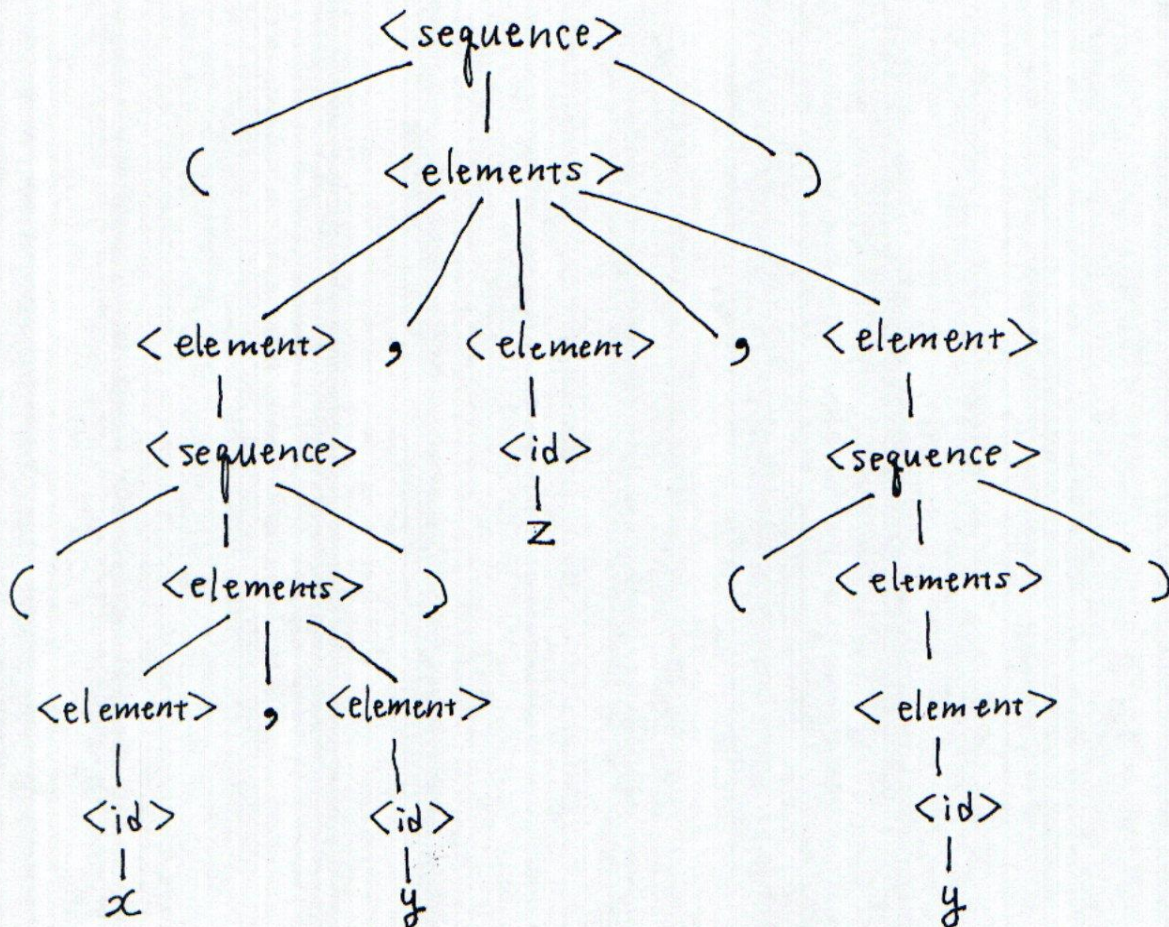 <sequence>
( <elements> )
<element> , <element> , <element>
<sequence> <id> <sequence>
z
( <elements> ) ( <elements> )
<element> , <element> <element>
<id> <id> <id>
x y y